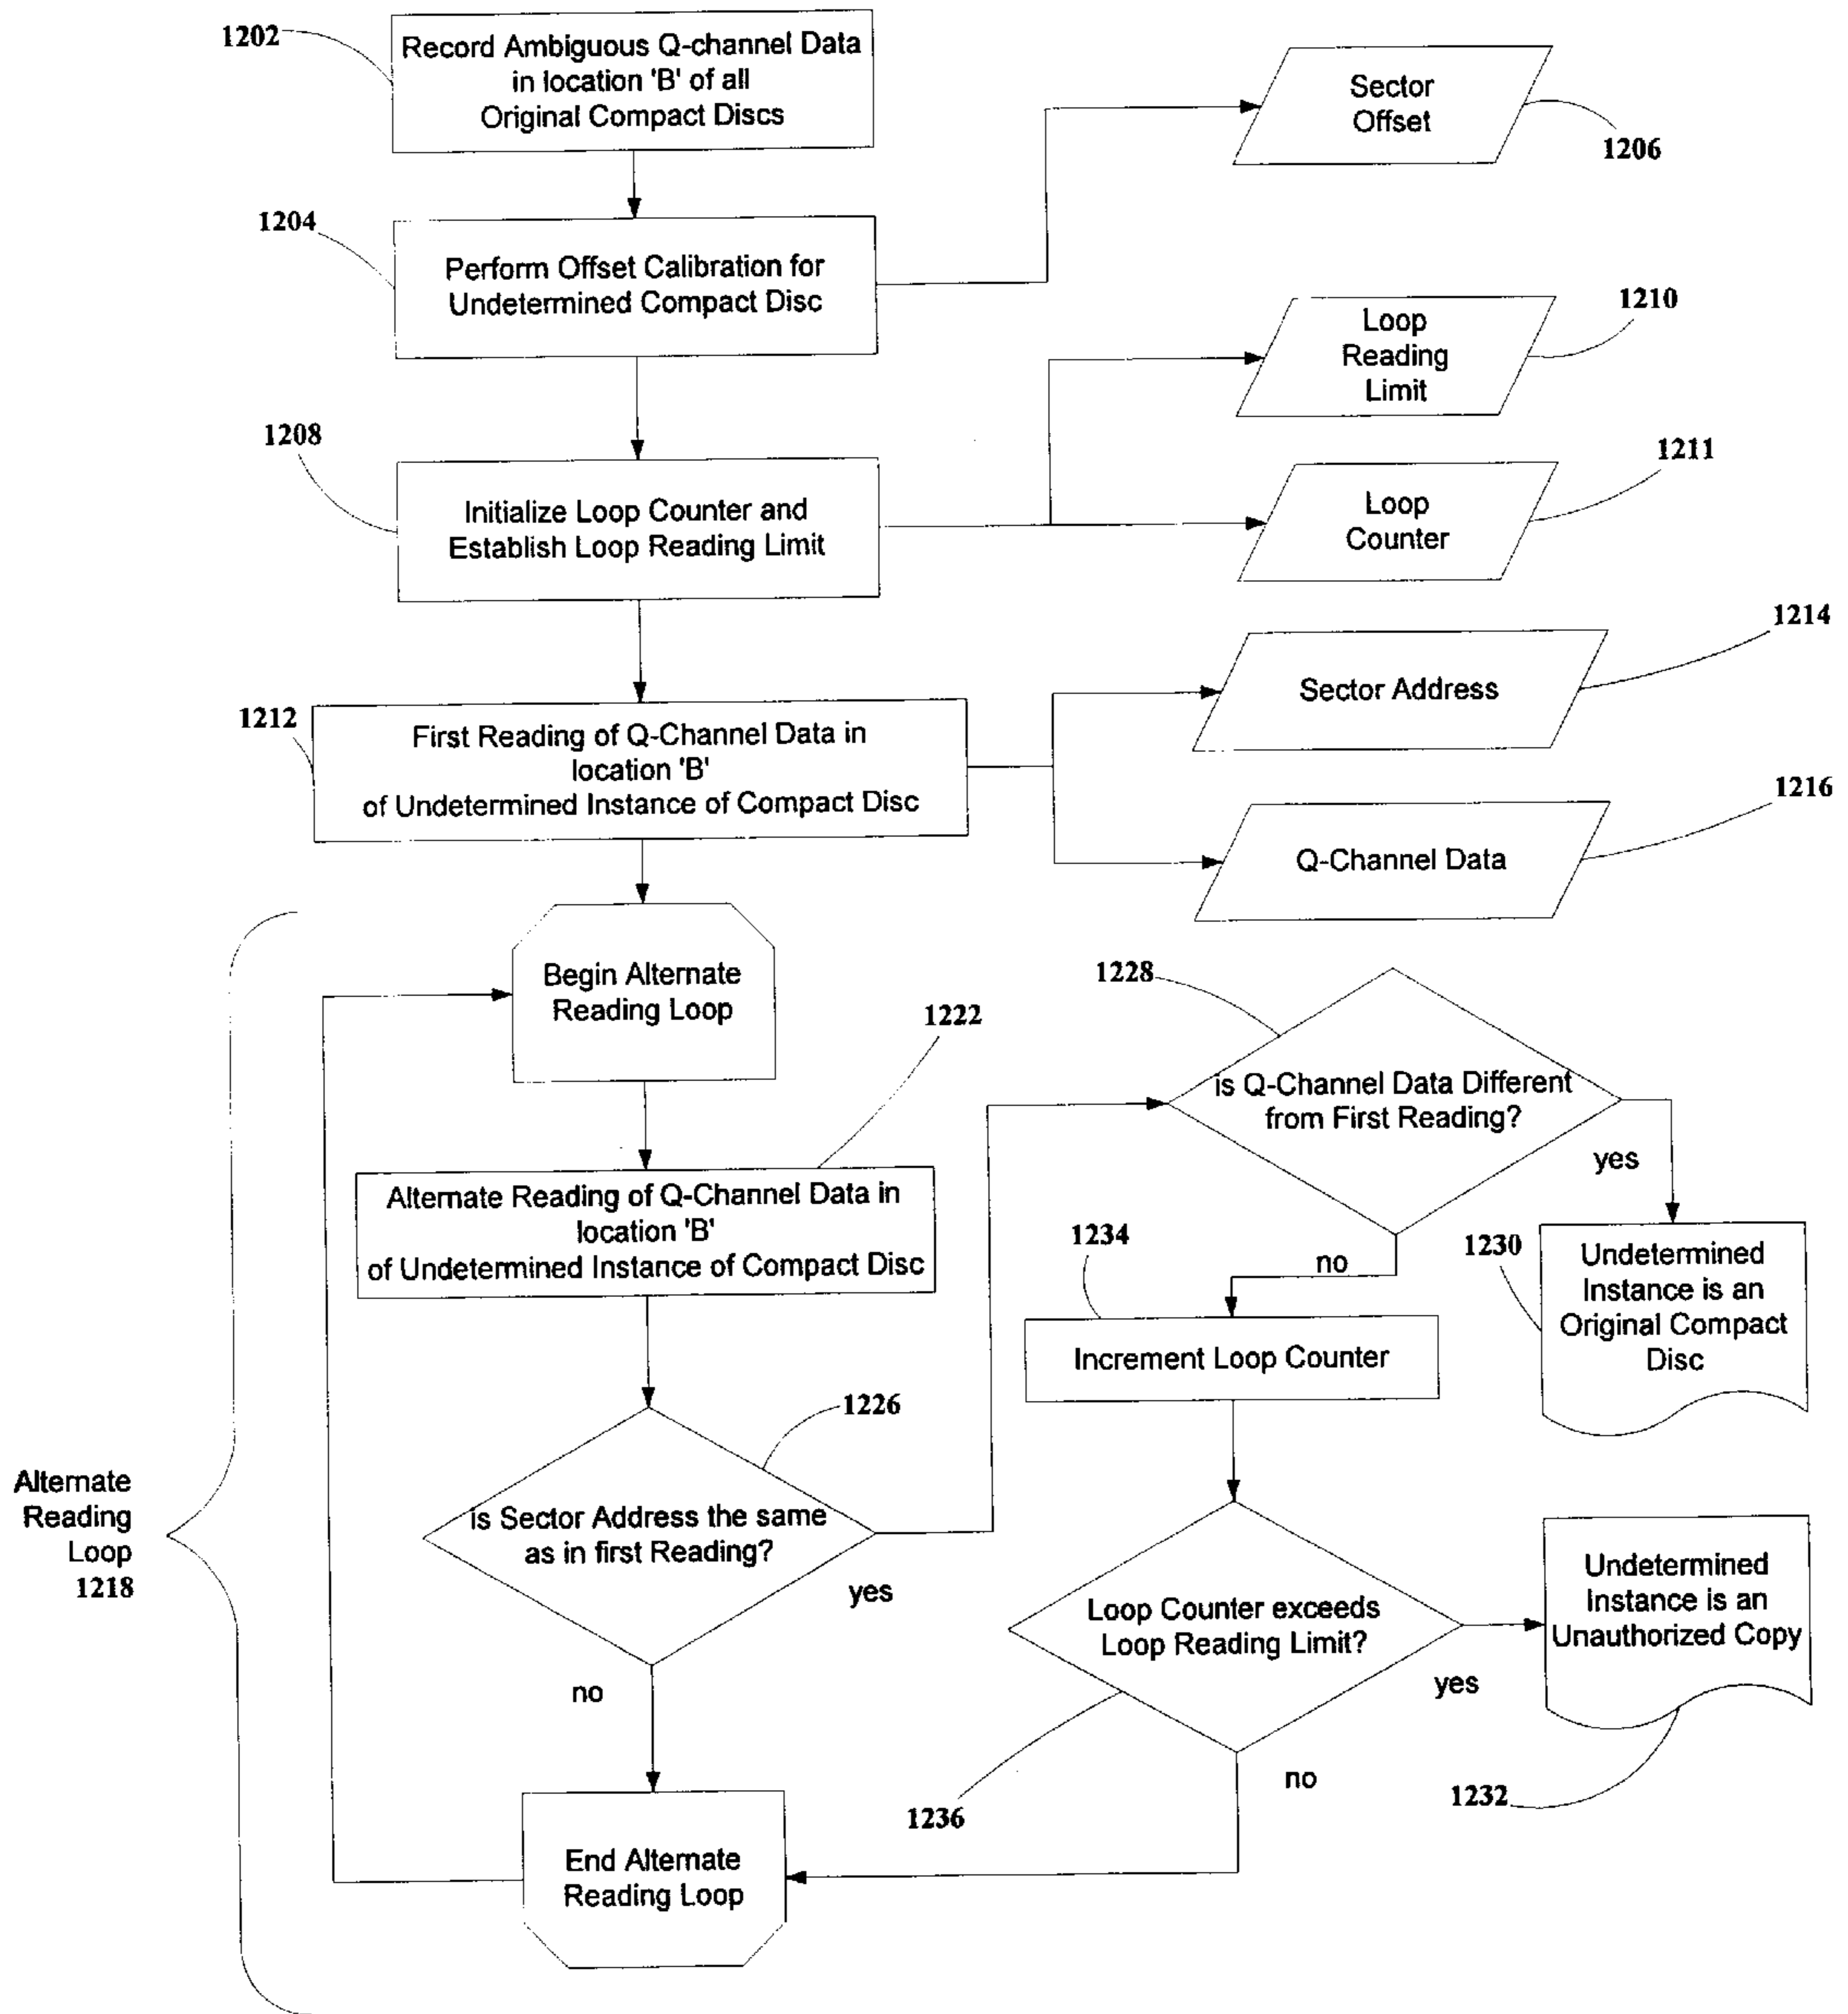 1202
Record Ambiguous Q-channel Data
in location 'B' of all
Original Compact Discs
Sector
Offset
1206
1204
Perform Offset Calibration for
Undetermined Compact Disc
1210
Loop
Reading
Limit
1208
Initialize Loop Counter and
Establish Loop Reading Limit
1211
Loop
Counter
1214
Sector Address
1212
First Reading of Q-Channel Data in
location 'B'
of Undetermined Instance of Compact Disc
1216
Q-Channel Data
Begin Alternate
Reading Loop
1222
1228
is Q-Channel Data Different
from First Reading?
yes
no
Alternate Reading of Q-Channel Data in
location 'B'
of Undetermined Instance of Compact Disc
1234
Increment Loop Counter
1230
Undetermined
Instance is an
Original Compact
Disc
1226
is Sector Address the same
as in first Reading?
yes
no
Alternate
Reading
Loop
1218
Loop Counter exceeds
Loop Reading Limit?
yes
no
1236
Undetermined
Instance is an
Unauthorized Copy
1232
End Alternate
Reading Loop